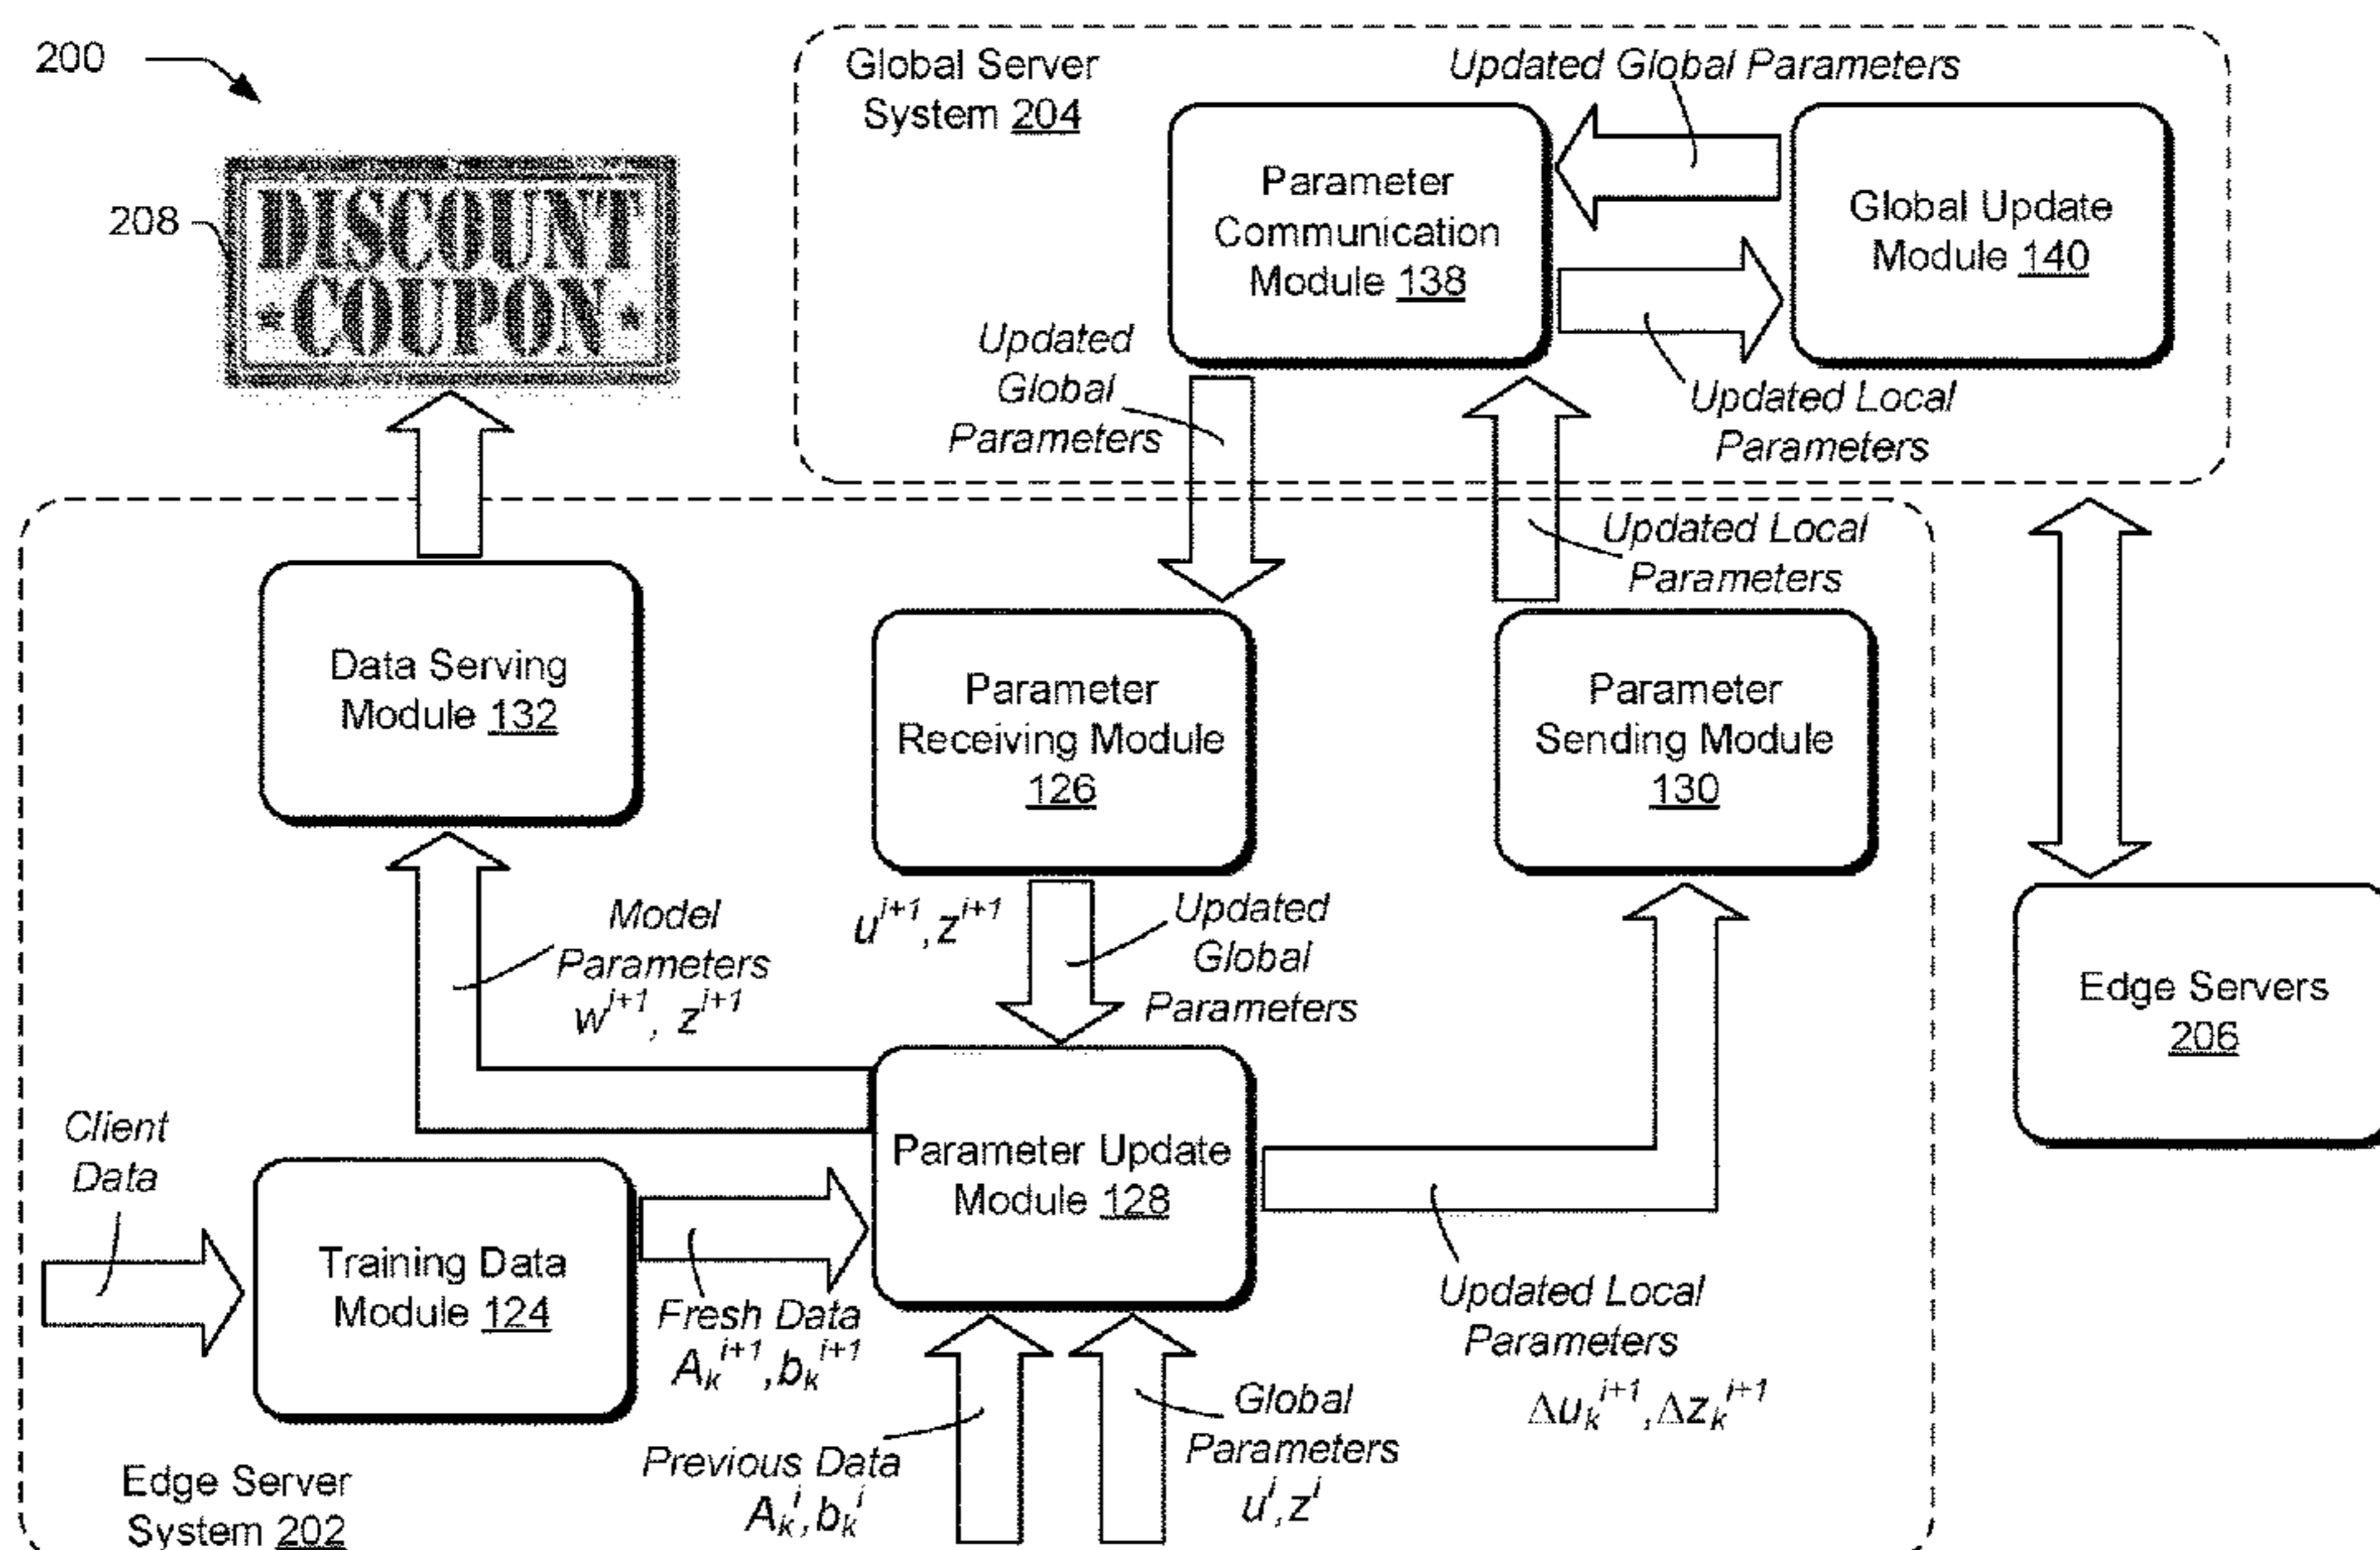 200
Global Server
System 204
Updated Global Parameters
Parameter
Communication
Module 138
Global Update
Module 140
208
DISCOUNT
COUPON
Updated
Global
Parameters
Updated Local
Parameters
Updated Local
Parameters
Data Serving
Module 132
Parameter
Receiving Module
126
Parameter
Sending Module
130
Model
Parameters
w^{i+1}, z^{i+1}
u^{i+1}, z^{i+1}
Updated
Global
Parameters
Edge Servers
206
Client
Data
Parameter Update
Module 128
Training Data
Module 124
Fresh Data
A_k^{i+1}, b_k^{i+1}
Updated Local
Parameters
Δu_k^{i+1}, Δz_k^{i+1}
Previous Data
A_k^i, b_k^i
Global
Parameters
u^i, z^i
Edge Server
System 202